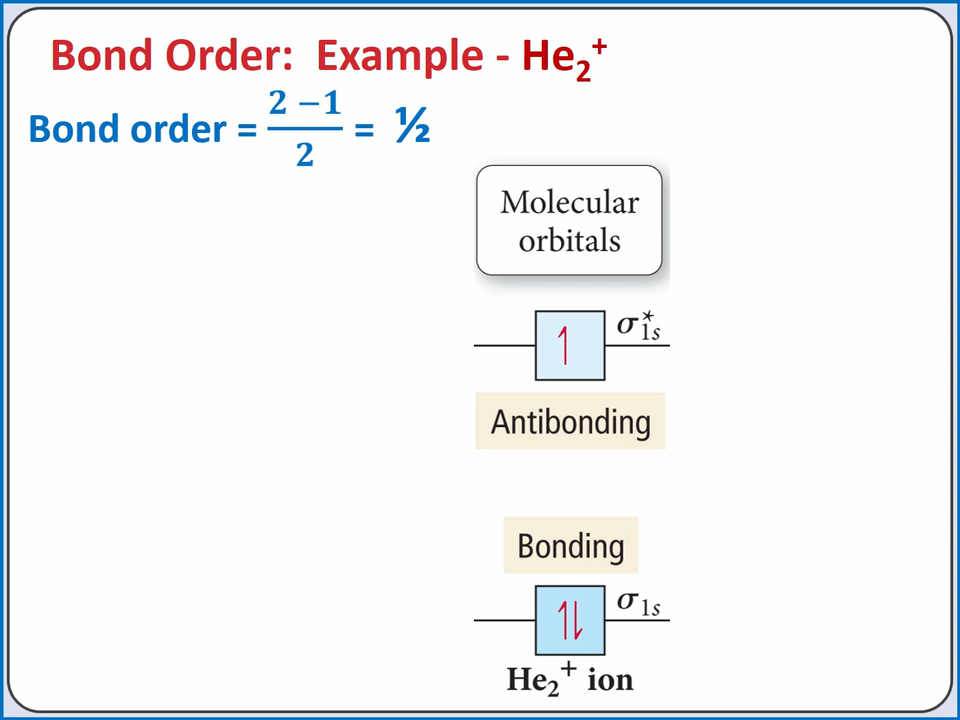 Bond Order: Example - He₂⁺
Bond order = (2 −1)/2 = ½
Molecular
orbitals
↿ σ*₁ₛ
Antibonding
Bonding
↿⇂ σ₁ₛ
He₂⁺ ion